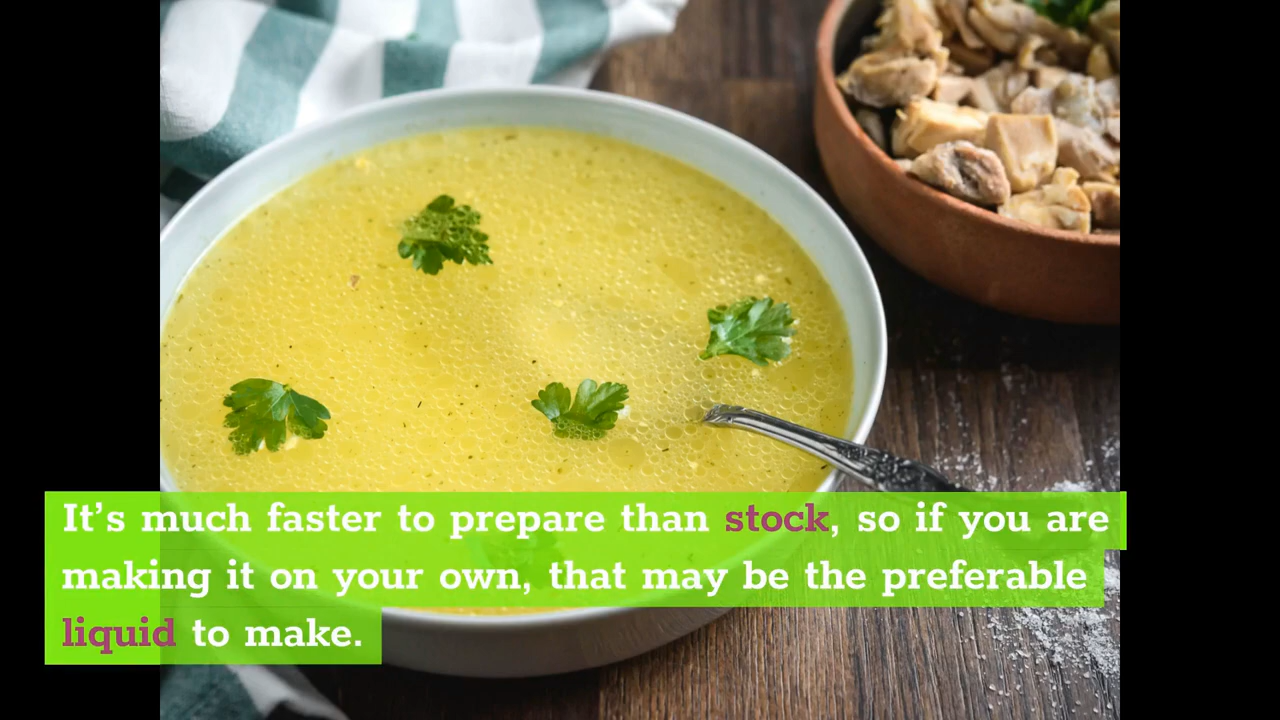 It’s much faster to prepare than stock, so if you are
making it on your own, that may be the preferable
liquid to make.